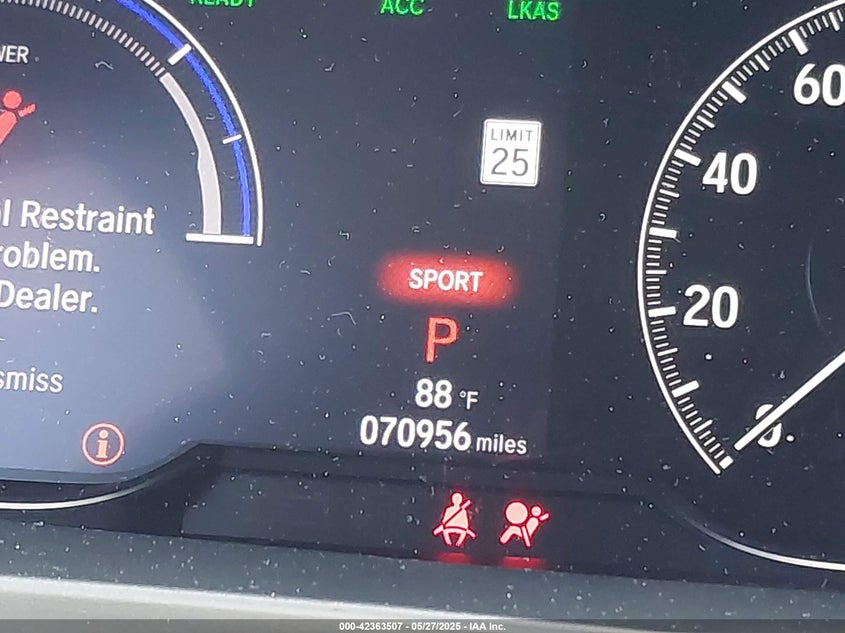 READY ACC LKAS
WER
LIMIT
25
60
40
l Restraint
oblem.
Dealer.
SPORT
20
P
smiss
88 °F
070956 miles
0
i
000-42363507 - 05/27/2025 - IAA Inc.